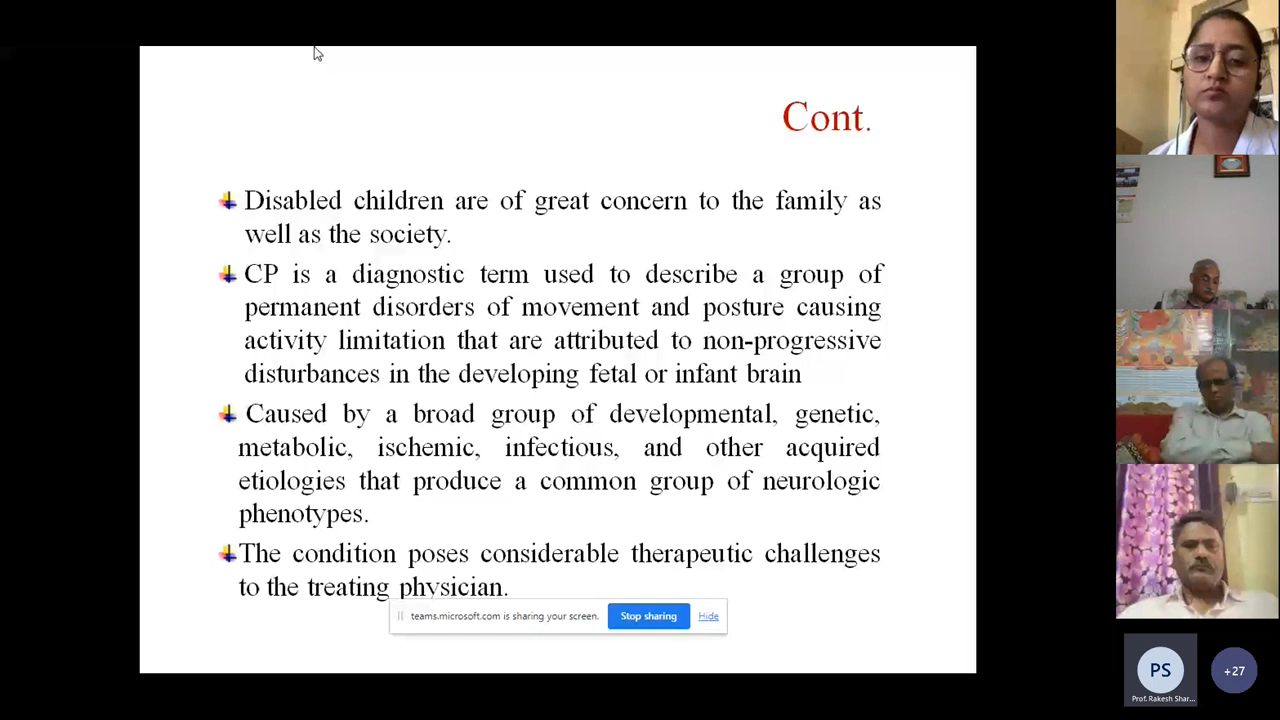 Cont.
Disabled children are of great concern to the family as
well as the society.
CP is a diagnostic term used to describe a group of
permanent disorders of movement and posture causing
activity limitation that are attributed to non-progressive
disturbances in the developing fetal or infant brain
Caused by a broad group of developmental, genetic,
metabolic, ischemic, infectious, and other acquired
etiologies that produce a common group of neurologic
phenotypes.
The condition poses considerable therapeutic challenges
to the treating physician.
teams.microsoft.com is sharing your screen. Stop sharing Hide
PS
Prof. Rakesh Shar...
+27